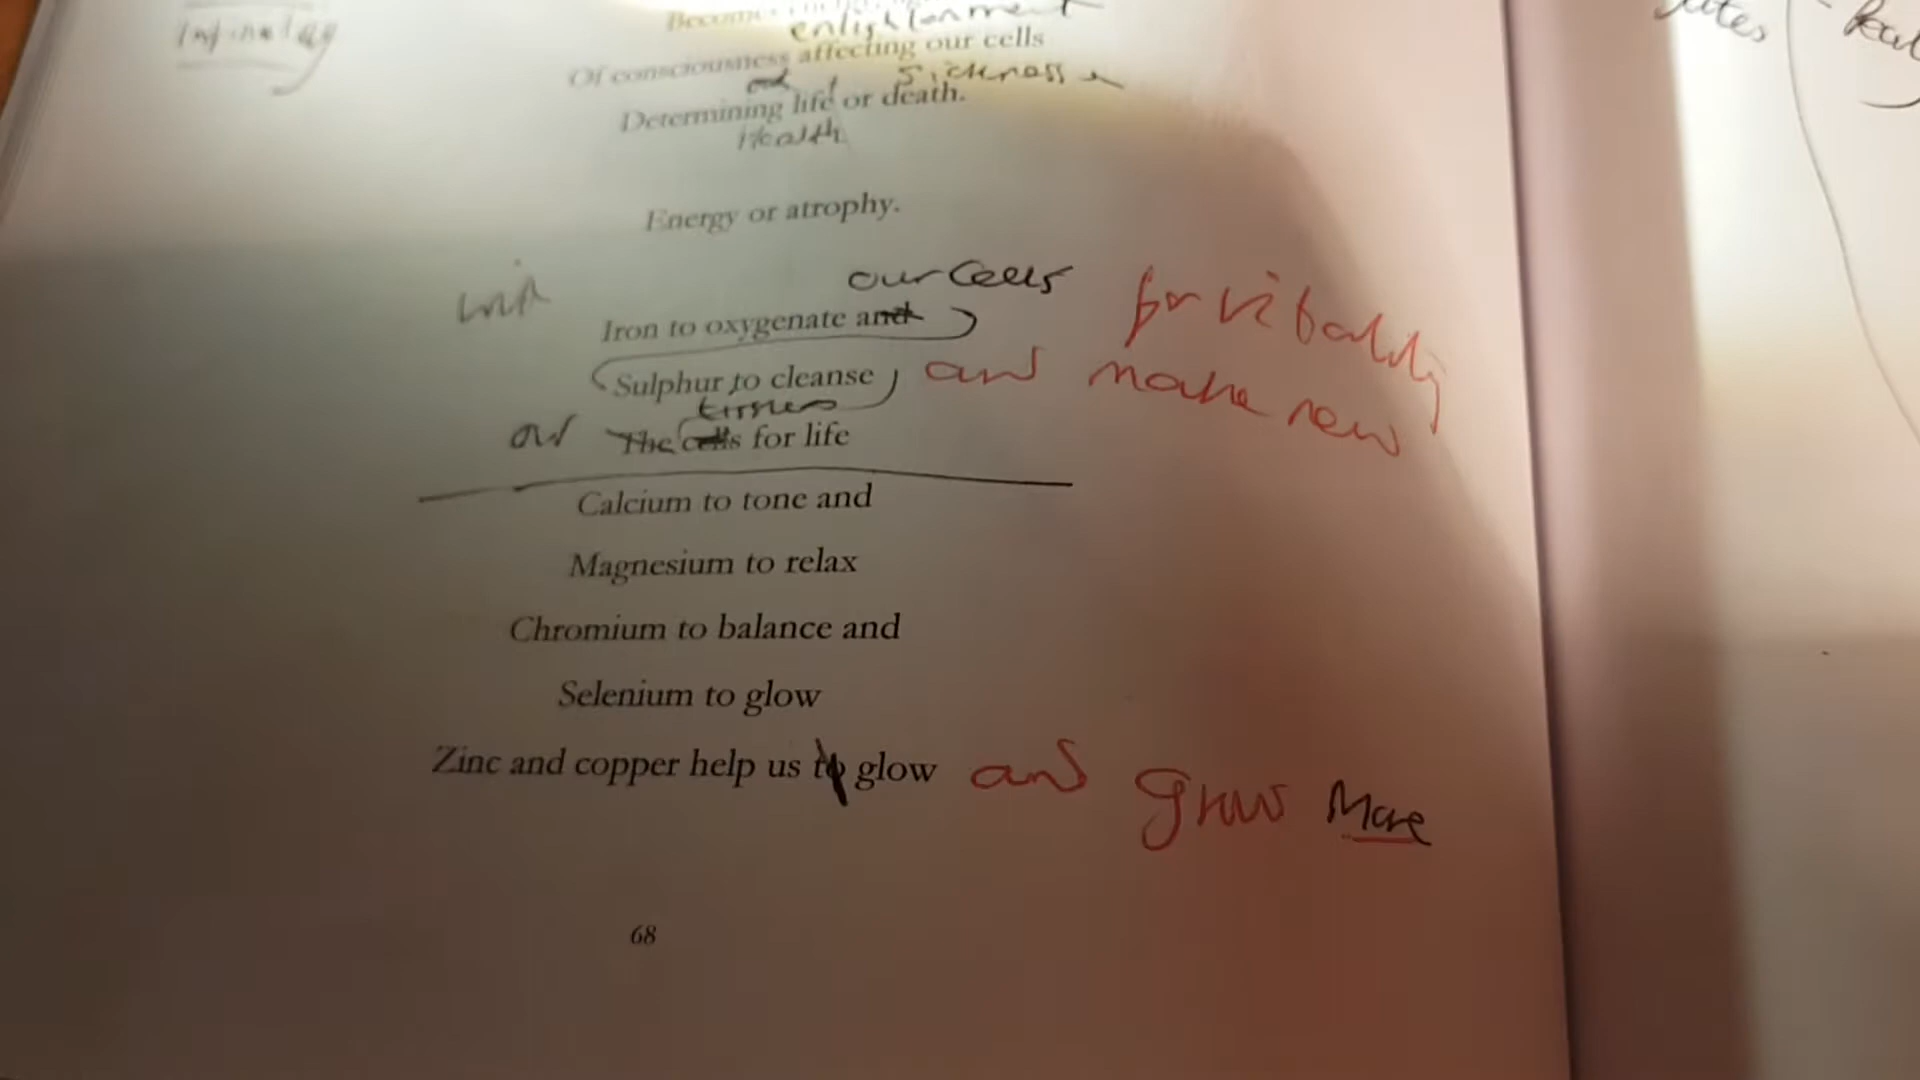 enlightenment
Of consciousness affecting our cells
sickness
Determining life or death.
Health
Energy or atrophy.
our cells
with
Iron to oxygenate and
for vitality
Sulphur to cleanse
and make new
tissues
our The cells for life
Calcium to tone and
Magnesium to relax
Chromium to balance and
Selenium to glow
Zinc and copper help us to glow and grow More
68